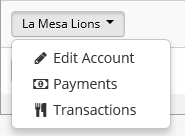 La Mesa Lions
Edit Account
Payments
Transactions